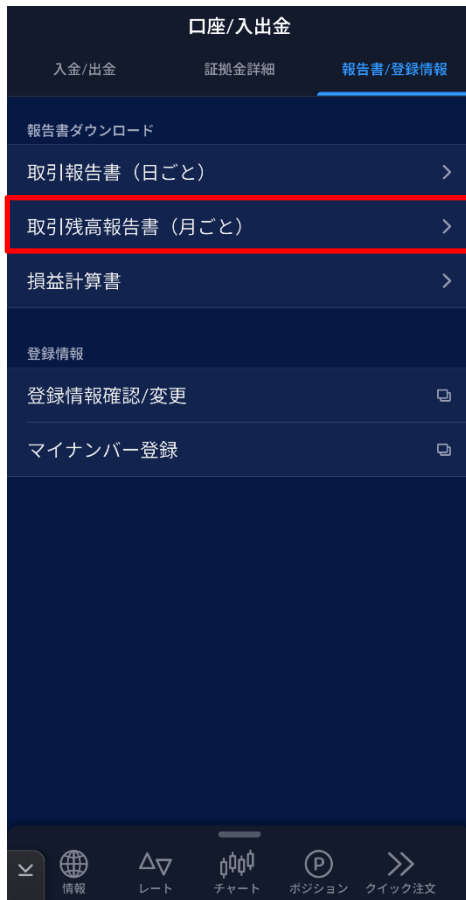 口座/入出金
入金/出金
証拠金詳細
報告書/登録情報
報告書ダウンロード
取引報告書（日ごと）
取引残高報告書（月ごと）
損益計算書
登録情報
登録情報確認/変更
マイナンバー登録
情報
レート
チャート
P
ポジション
クイック注文